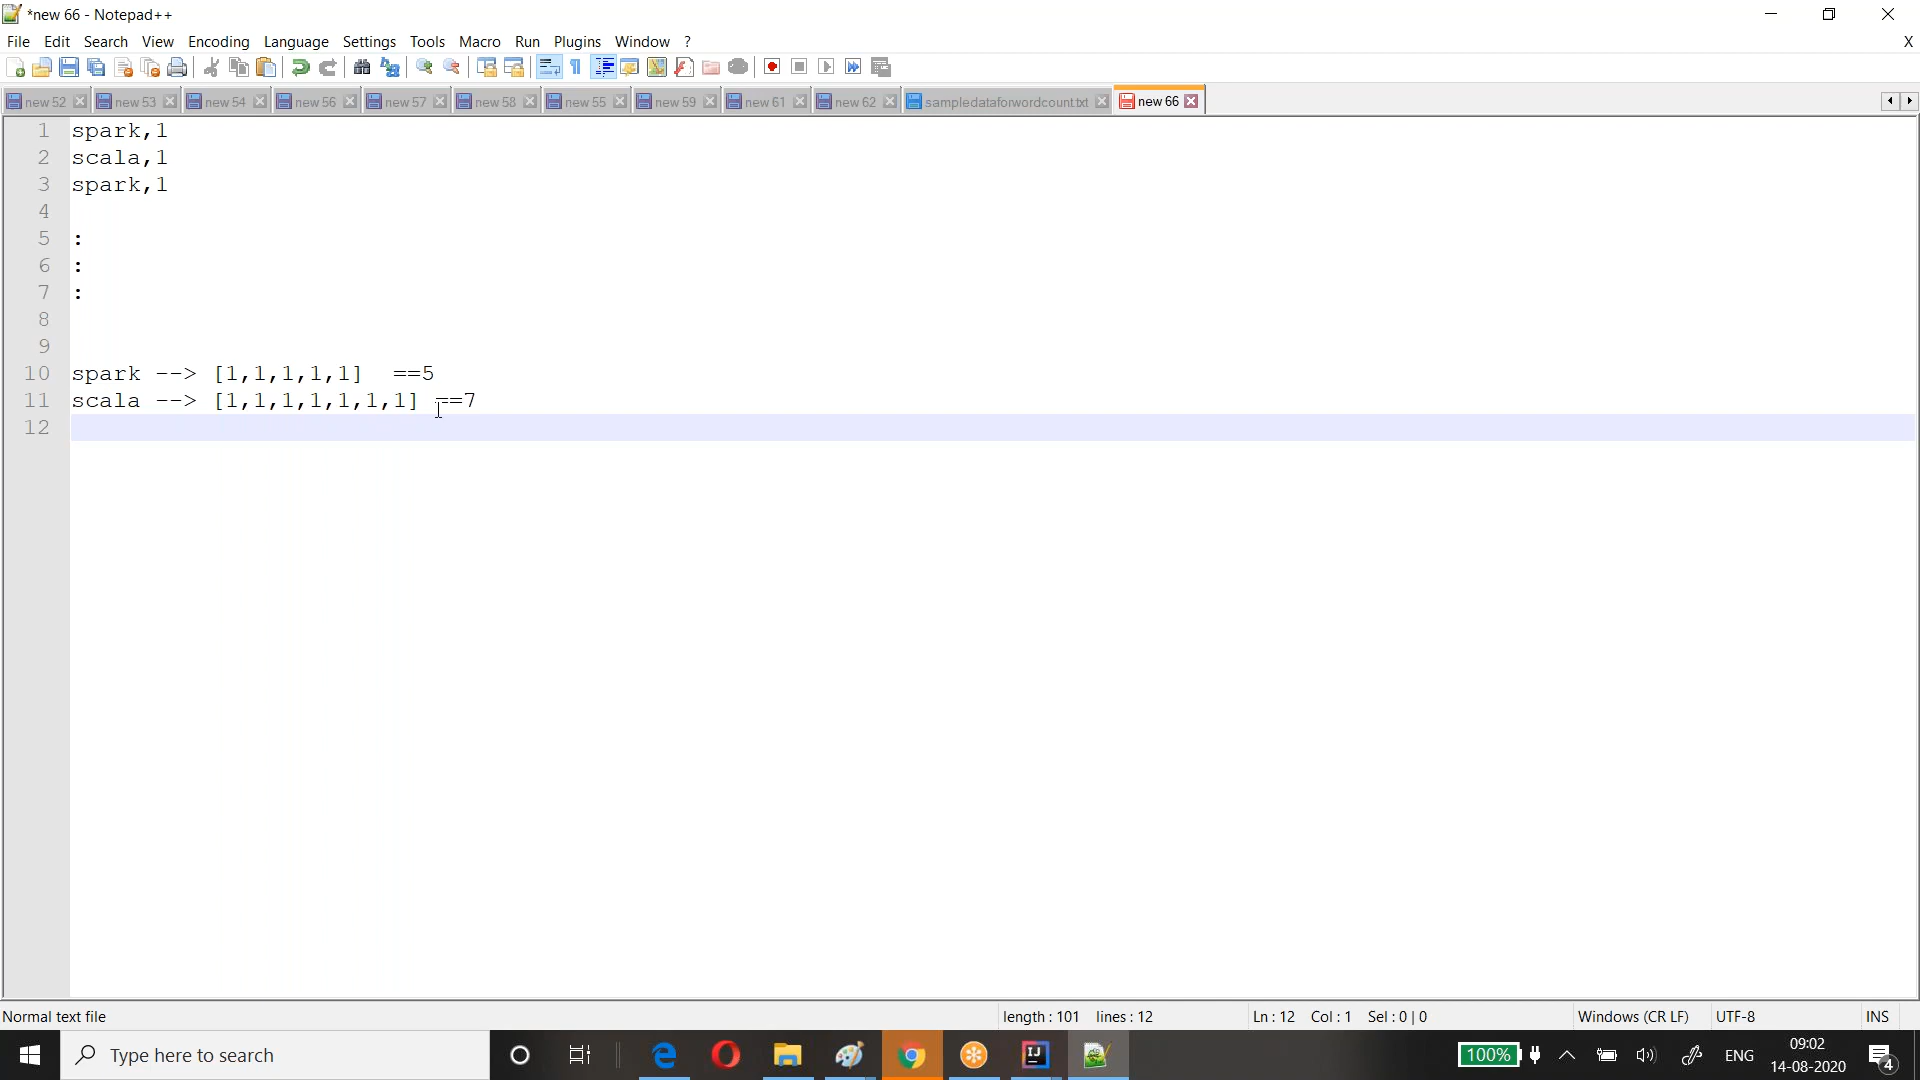 *new 66 - Notepad++
File Edit Search View Encoding Language Settings Tools Macro Run Plugins Window ? X
new 52 new 53 new 54 new 56 new 57 new 58 new 55 new 59 new 61 new 62 sampledataforwordcount.txt new 66
1 spark,1
2 scala,1
3 spark,1
4
5 :
6 :
7 :
8
9
10 spark --> [1,1,1,1,1]  ==5
11 scala --> [1,1,1,1,1,1,1] ==7
12
Normal text file length : 101 lines : 12 Ln : 12 Col : 1 Sel : 0 | 0 Windows (CR LF) UTF-8 INS
Type here to search 100% ENG 09:02
14-08-2020 4